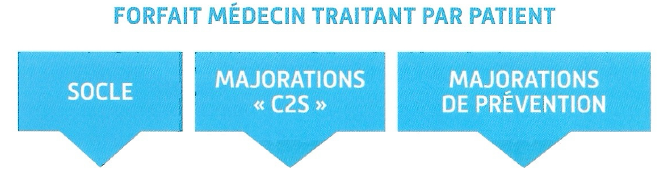 FORFAIT MÉDECIN TRAITANT PAR PATIENT
SOCLE
MAJORATIONS
« C2S »
MAJORATIONS
DE PRÉVENTION